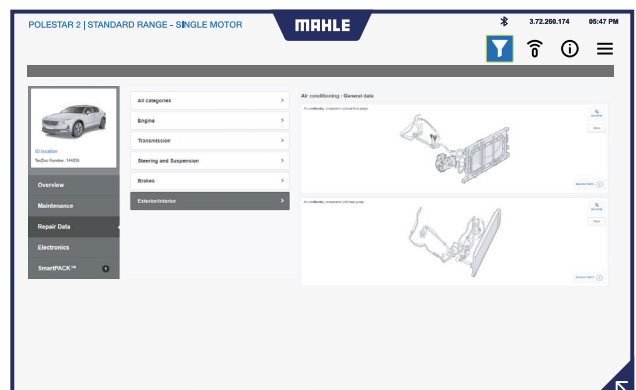 POLESTAR 2 | STANDARD RANGE - SINGLE MOTOR
MAHLE
3.72.260.174
05:47 PM
All categories
Engine
Transmission
Steering and Suspension
Brakes
Exterior/Interior
Air conditioning : General data
ID location
TecDoc Number: 144855
Overview
Maintenance
Repair Data
Electronics
SmartPACK™